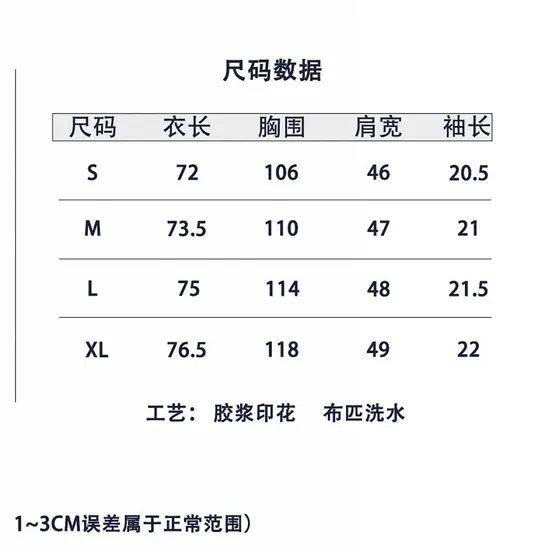 尺码数据
尺码 衣长 胸围 肩宽 袖长
S 72 106 46 20.5
M 73.5 110 47 21
L 75 114 48 21.5
XL 76.5 118 49 22
工艺： 胶浆印花 布匹洗水
1~3CM误差属于正常范围）